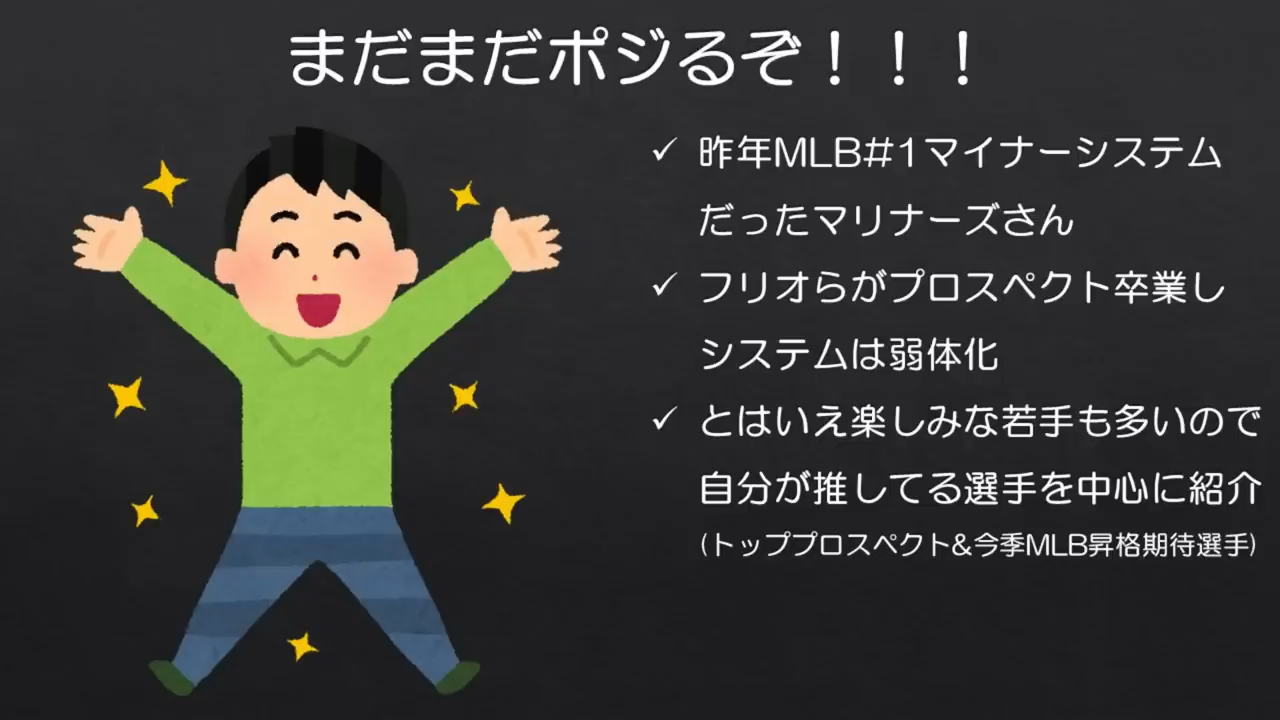 まだまだポジるぞ！！！
✓ 昨年MLB#1マイナーシステム
だったマリナーズさん
✓ フリオらがプロスペクト卒業し
システムは弱体化
✓ とはいえ楽しみな若手も多いので
自分が推してる選手を中心に紹介
(トッププロスペクト&今季MLB昇格期待選手)